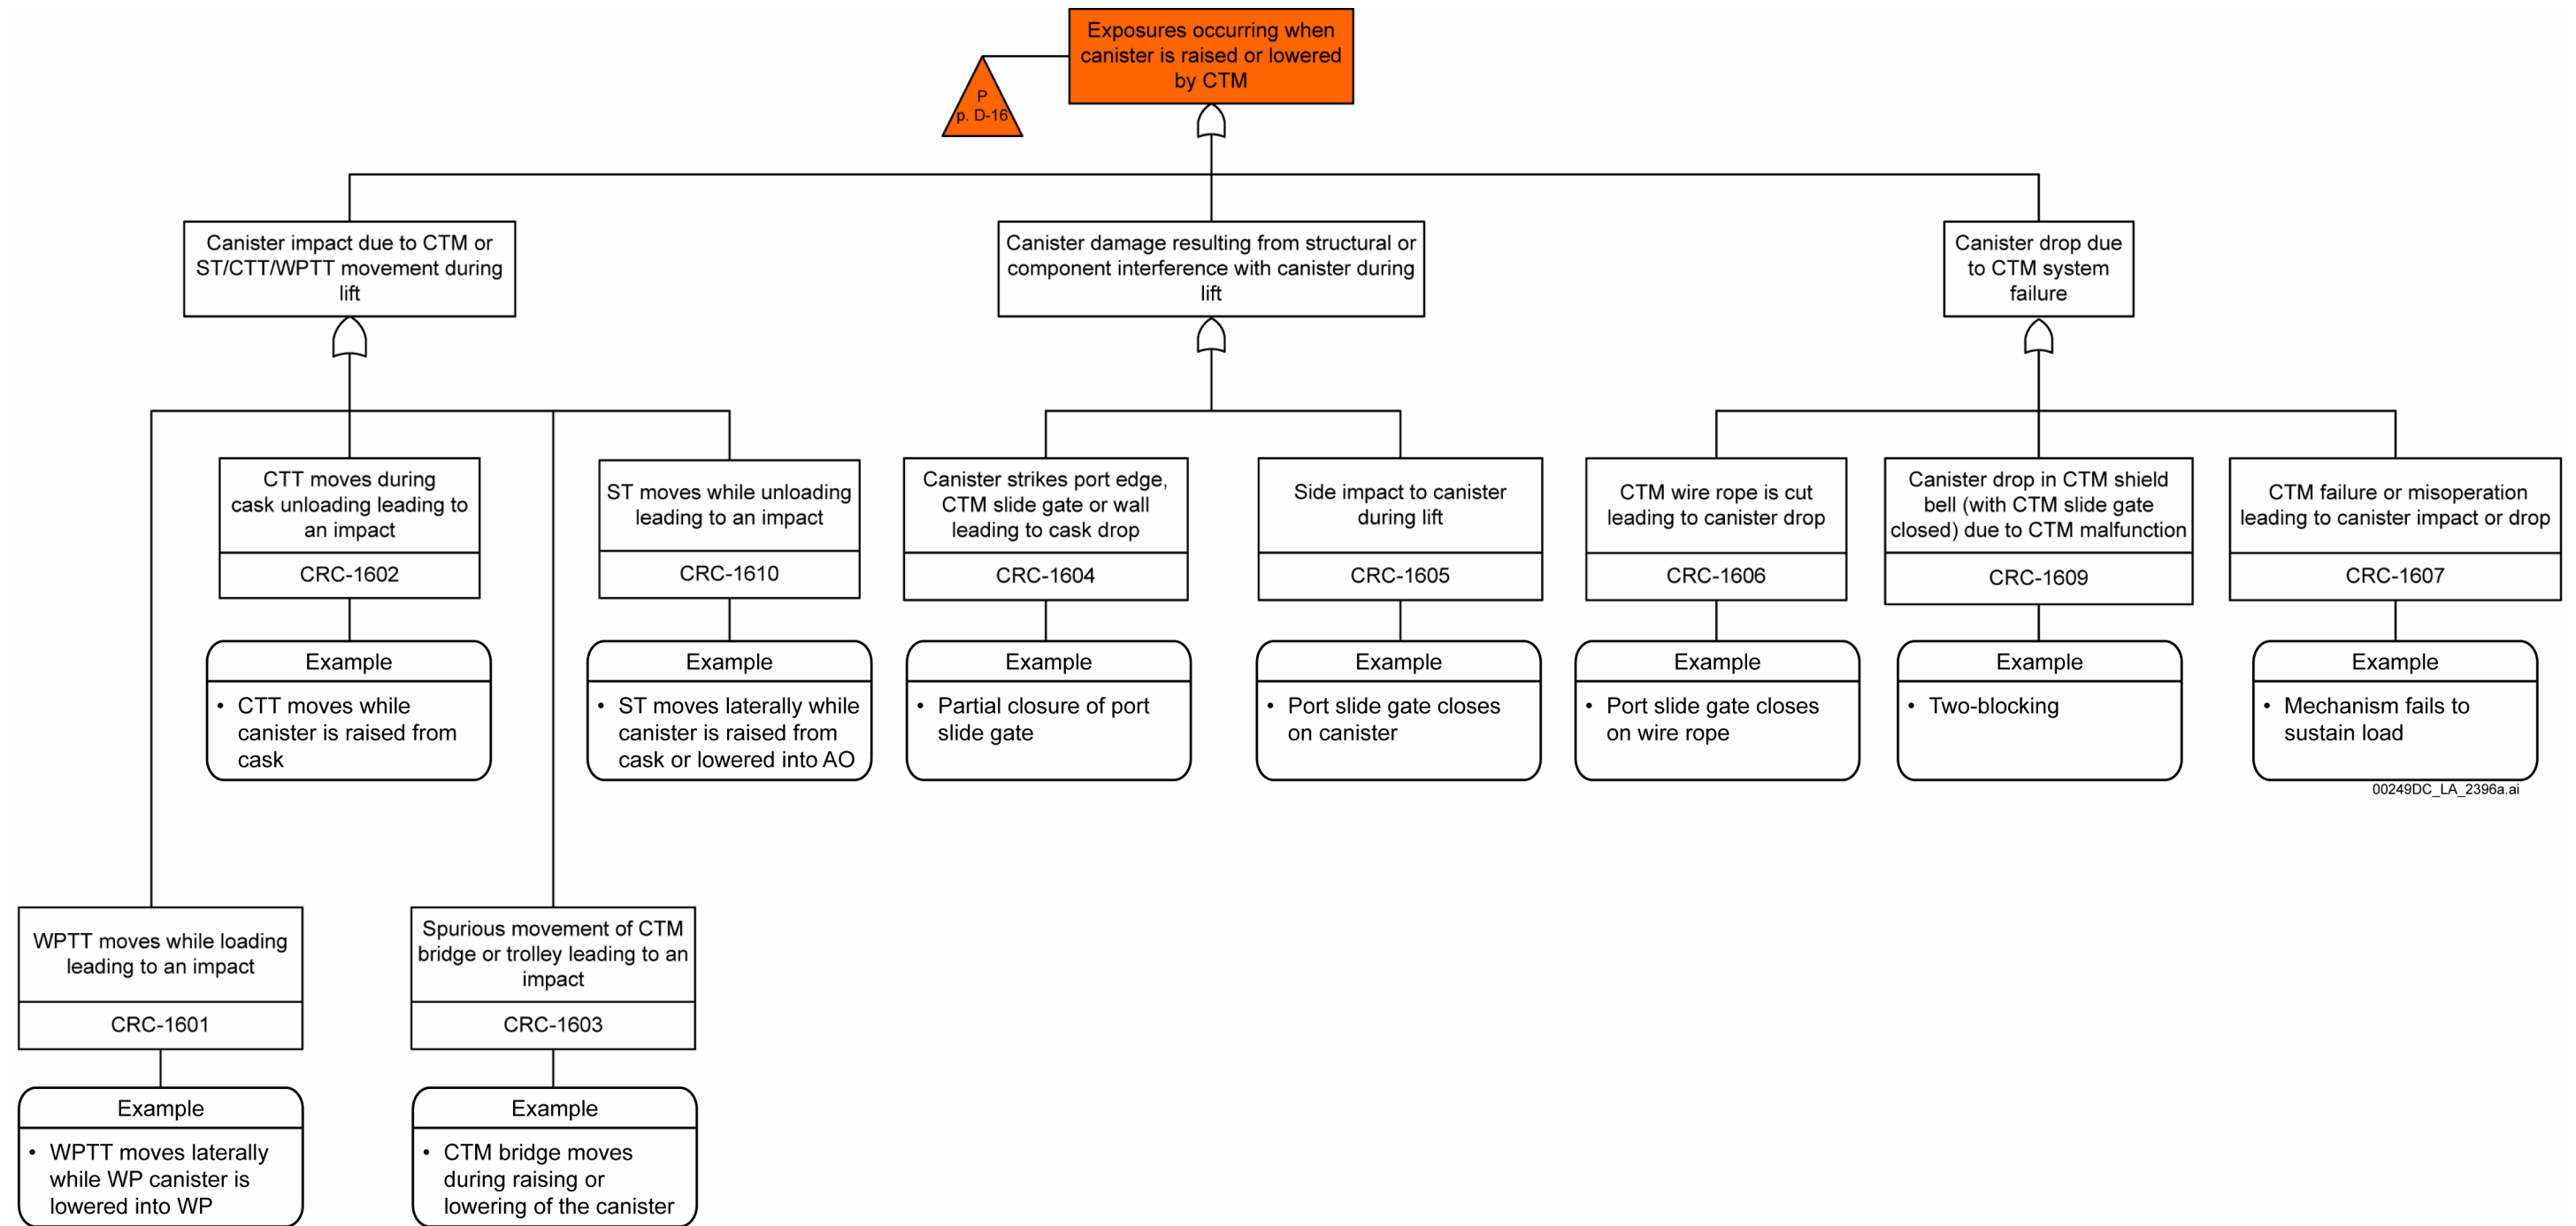 Exposures occurring when
canister is raised or lowered
by CTM
P
p. D-16
Canister impact due to CTM or
ST/CTT/WPTT movement during
lift
Canister damage resulting from structural or
component interference with canister during
lift
Canister drop due
to CTM system
failure
CTT moves during
cask unloading leading to
an impact
CRC-1602
ST moves while unloading
leading to an impact
CRC-1610
Canister strikes port edge,
CTM slide gate or wall
leading to cask drop
CRC-1604
Side impact to canister
during lift
CRC-1605
CTM wire rope is cut
leading to canister drop
CRC-1606
Canister drop in CTM shield
bell (with CTM slide gate
closed) due to CTM malfunction
CRC-1609
CTM failure or misoperation
leading to canister impact or drop
CRC-1607
Example
• CTT moves while
canister is raised from
cask
Example
• ST moves laterally while
canister is raised from
cask or lowered into AO
Example
• Partial closure of port
slide gate
Example
• Port slide gate closes
on canister
Example
• Port slide gate closes
on wire rope
Example
• Two-blocking
Example
• Mechanism fails to
sustain load
00249DC_LA_2396a.ai
WPTT moves while loading
leading to an impact
CRC-1601
Spurious movement of CTM
bridge or trolley leading to an
impact
CRC-1603
Example
• WPTT moves laterally
while WP canister is
lowered into WP
Example
• CTM bridge moves
during raising or
lowering of the canister